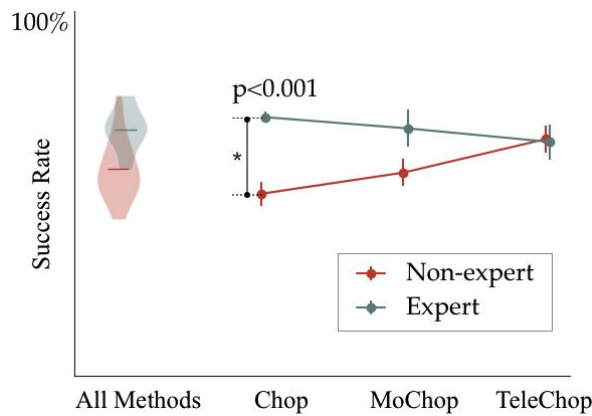 100%
p<0.001
*
Success Rate
Non-expert
Expert
All Methods
Chop
MoChop
TeleChop